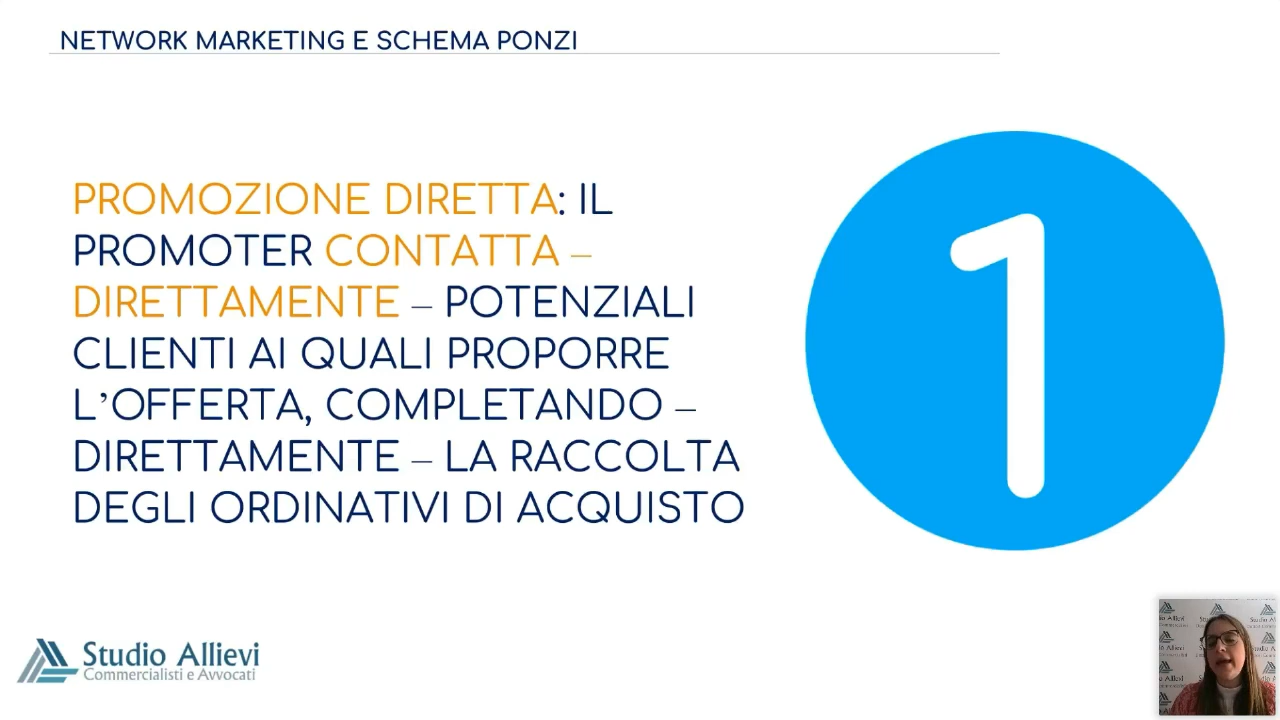 NETWORK MARKETING E SCHEMA PONZI
PROMOZIONE DIRETTA: IL
PROMOTER CONTATTA –
DIRETTAMENTE – POTENZIALI
CLIENTI AI QUALI PROPORRE
L’OFFERTA, COMPLETANDO –
DIRETTAMENTE – LA RACCOLTA
DEGLI ORDINATIVI DI ACQUISTO
1
Studio Allievi
Commercialisti e Avvocati